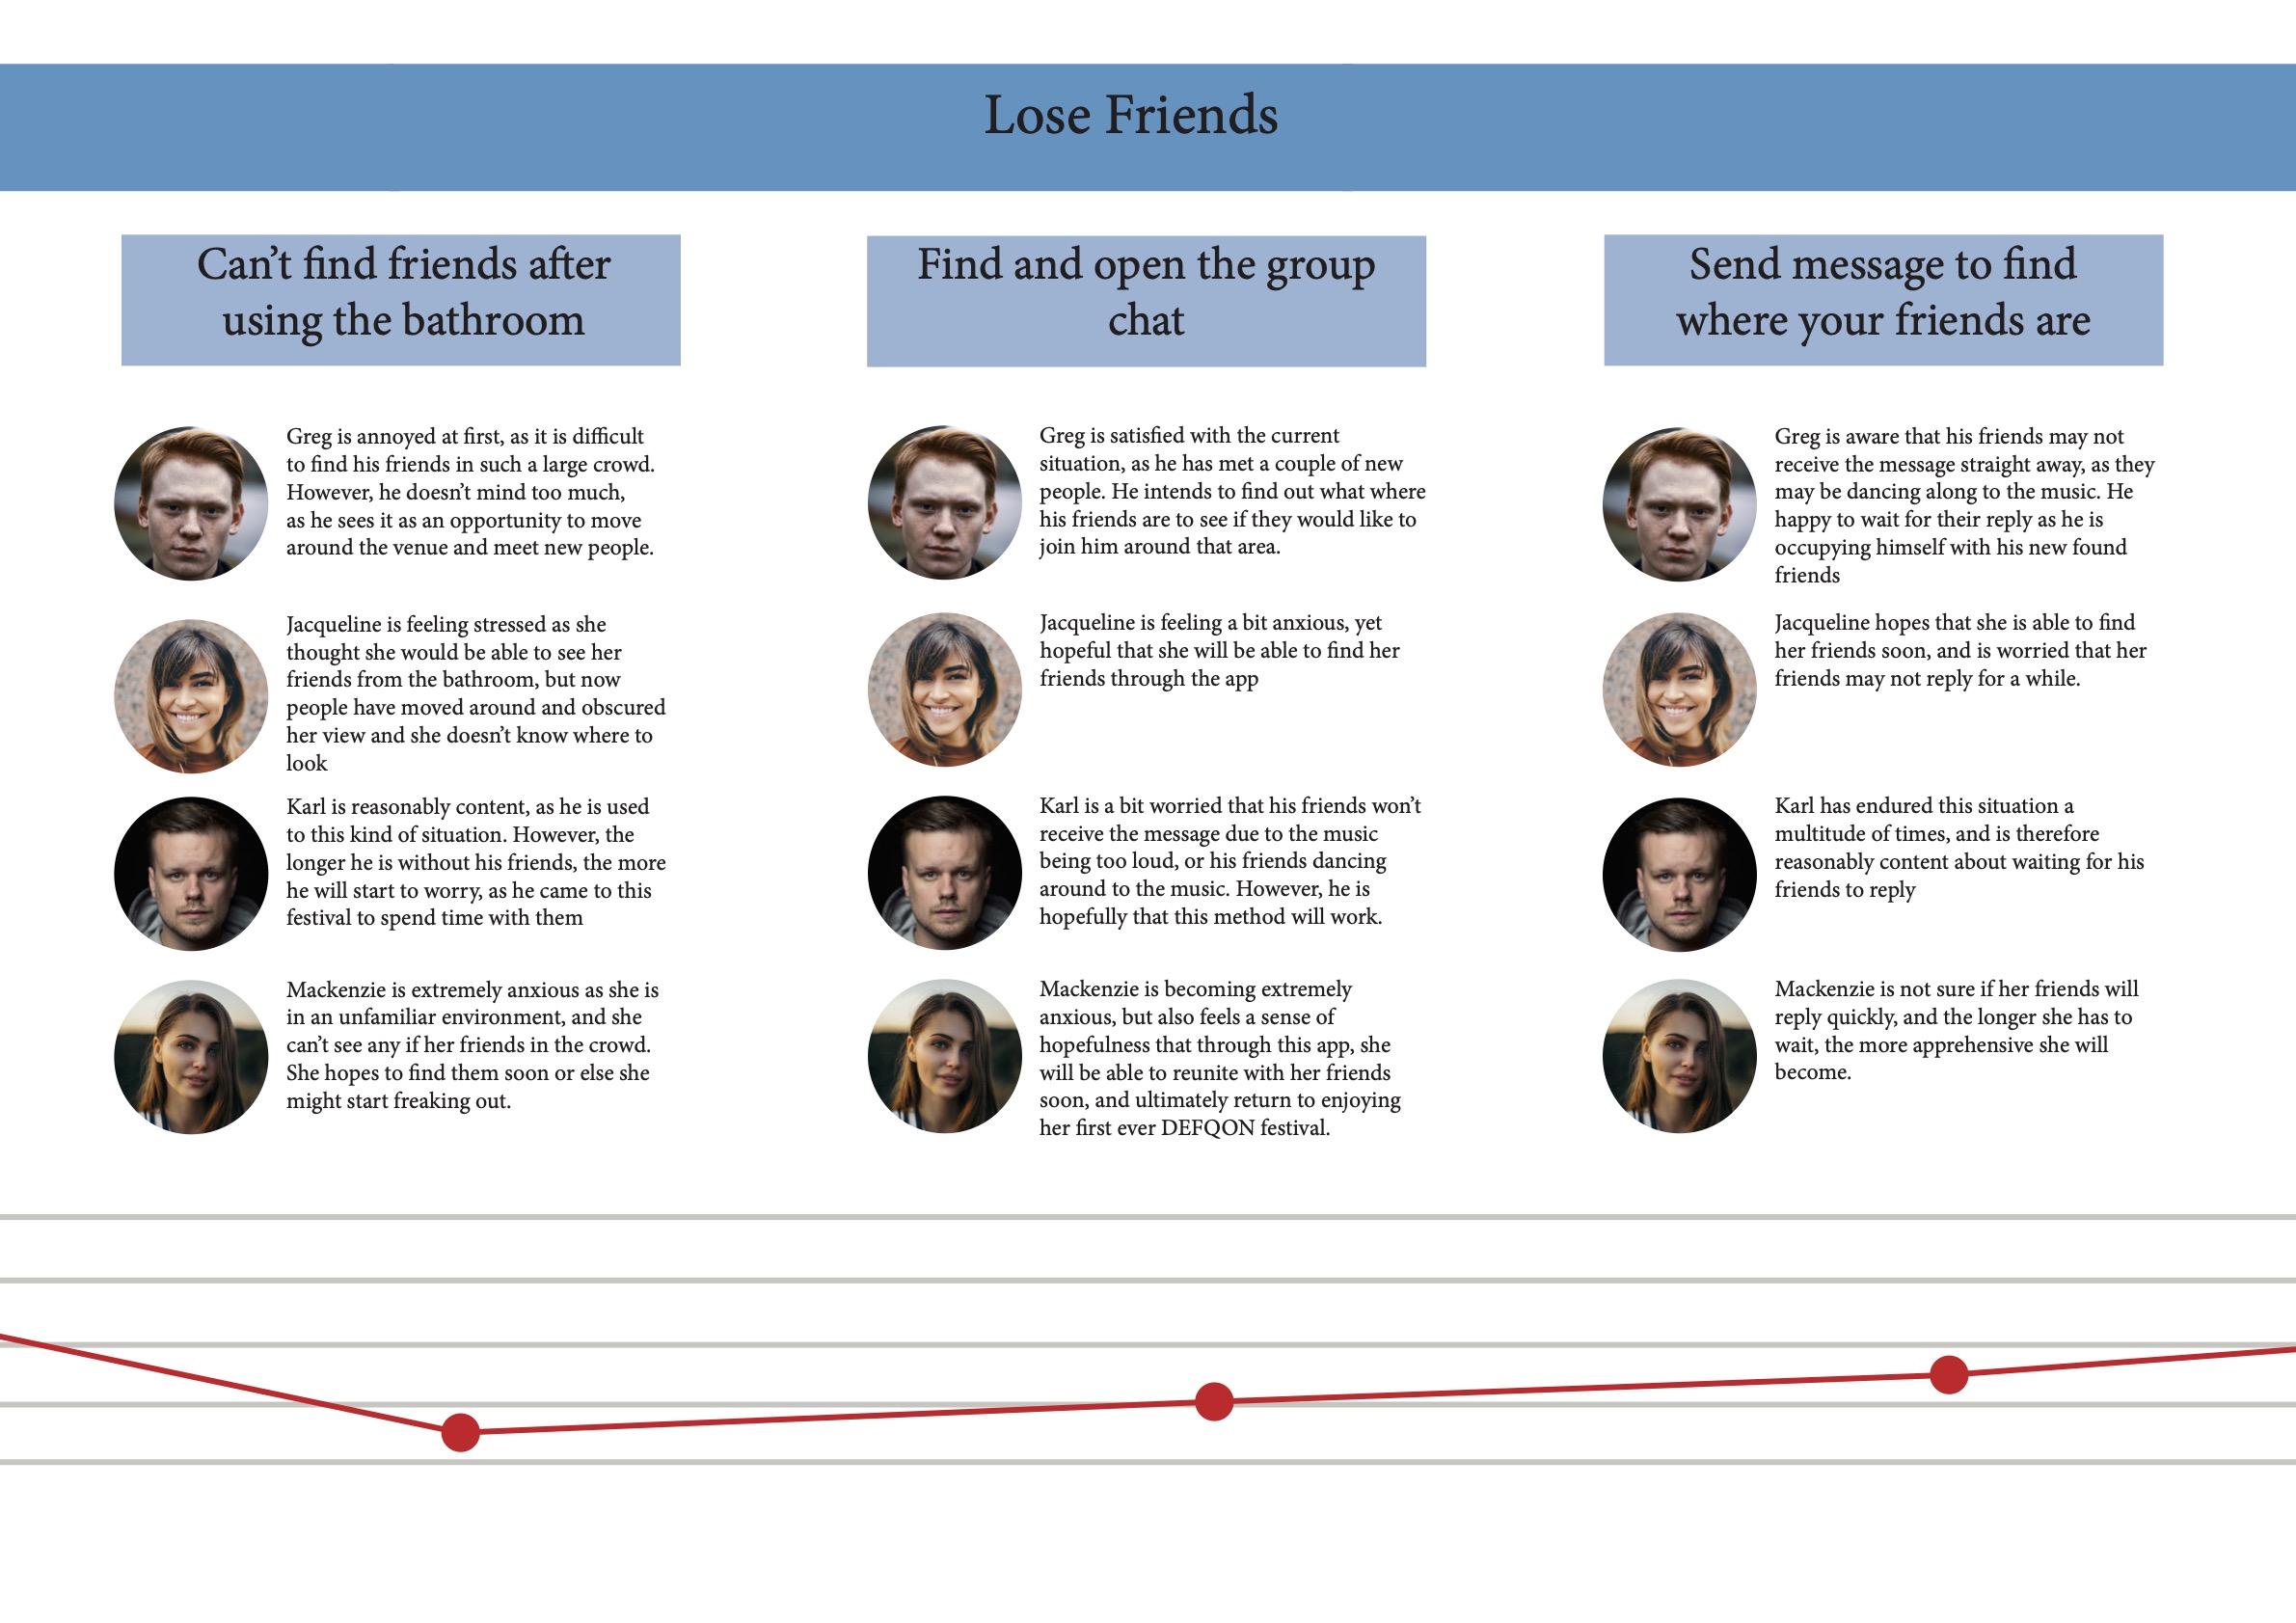 Lose Friends
Can’t find friends after
using the bathroom
Greg is annoyed at first, as it is difficult
to find his friends in such a large crowd.
However, he doesn’t mind too much,
as he sees it as an opportunity to move
around the venue and meet new people.
Jacqueline is feeling stressed as she
thought she would be able to see her
friends from the bathroom, but now
people have moved around and obscured
her view and she doesn’t know where to
look
Karl is reasonably content, as he is used
to this kind of situation. However, the
longer he is without his friends, the more
he will start to worry, as he came to this
festival to spend time with them
Mackenzie is extremely anxious as she is
in an unfamiliar environment, and she
can’t see any if her friends in the crowd.
She hopes to find them soon or else she
might start freaking out.
Find and open the group
chat
Greg is satisfied with the current
situation, as he has met a couple of new
people. He intends to find out what where
his friends are to see if they would like to
join him around that area.
Jacqueline is feeling a bit anxious, yet
hopeful that she will be able to find her
friends through the app
Karl is a bit worried that his friends won’t
receive the message due to the music
being too loud, or his friends dancing
around to the music. However, he is
hopefully that this method will work.
Mackenzie is becoming extremely
anxious, but also feels a sense of
hopefulness that through this app, she
will be able to reunite with her friends
soon, and ultimately return to enjoying
her first ever DEFQON festival.
Send message to find
where your friends are
Greg is aware that his friends may not
receive the message straight away, as they
may be dancing along to the music. He
happy to wait for their reply as he is
occupying himself with his new found
friends
Jacqueline hopes that she is able to find
her friends soon, and is worried that her
friends may not reply for a while.
Karl has endured this situation a
multitude of times, and is therefore
reasonably content about waiting for his
friends to reply
Mackenzie is not sure if her friends will
reply quickly, and the longer she has to
wait, the more apprehensive she will
become.